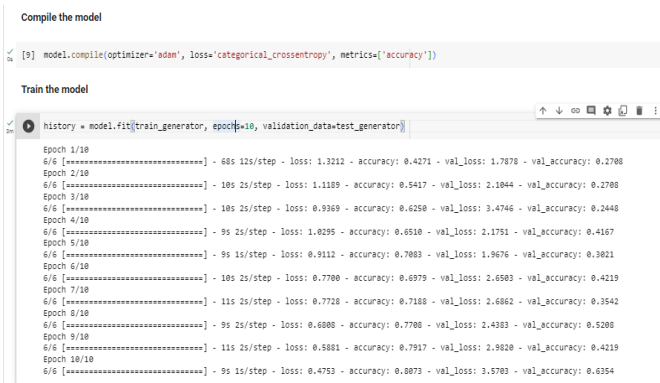 Compile the model
[9] model.compile(optimizer='adam', loss='categorical_crossentropy', metrics=['accuracy'])
0s
Train the model
history = model.fit(train_generator, epochs=10, validation_data=test_generator)
2m
Epoch 1/10
6/6 [==============================] - 68s 12s/step - loss: 1.3212 - accuracy: 0.4271 - val_loss: 1.7878 - val_accuracy: 0.2708
Epoch 2/10
6/6 [==============================] - 10s 2s/step - loss: 1.1189 - accuracy: 0.5417 - val_loss: 2.1044 - val_accuracy: 0.2708
Epoch 3/10
6/6 [==============================] - 10s 2s/step - loss: 0.9369 - accuracy: 0.6250 - val_loss: 3.4746 - val_accuracy: 0.2448
Epoch 4/10
6/6 [==============================] - 9s 2s/step - loss: 1.0295 - accuracy: 0.6510 - val_loss: 2.1751 - val_accuracy: 0.4167
Epoch 5/10
6/6 [==============================] - 9s 1s/step - loss: 0.9112 - accuracy: 0.7083 - val_loss: 1.9676 - val_accuracy: 0.3021
Epoch 6/10
6/6 [==============================] - 10s 2s/step - loss: 0.7700 - accuracy: 0.6979 - val_loss: 2.6503 - val_accuracy: 0.4219
Epoch 7/10
6/6 [==============================] - 11s 2s/step - loss: 0.7728 - accuracy: 0.7188 - val_loss: 2.6862 - val_accuracy: 0.3542
Epoch 8/10
6/6 [==============================] - 9s 2s/step - loss: 0.6808 - accuracy: 0.7708 - val_loss: 2.4383 - val_accuracy: 0.5208
Epoch 9/10
6/6 [==============================] - 11s 2s/step - loss: 0.5881 - accuracy: 0.7917 - val_loss: 2.9820 - val_accuracy: 0.4219
Epoch 10/10
6/6 [==============================] - 9s 1s/step - loss: 0.4753 - accuracy: 0.8073 - val_loss: 3.5703 - val_accuracy: 0.6354